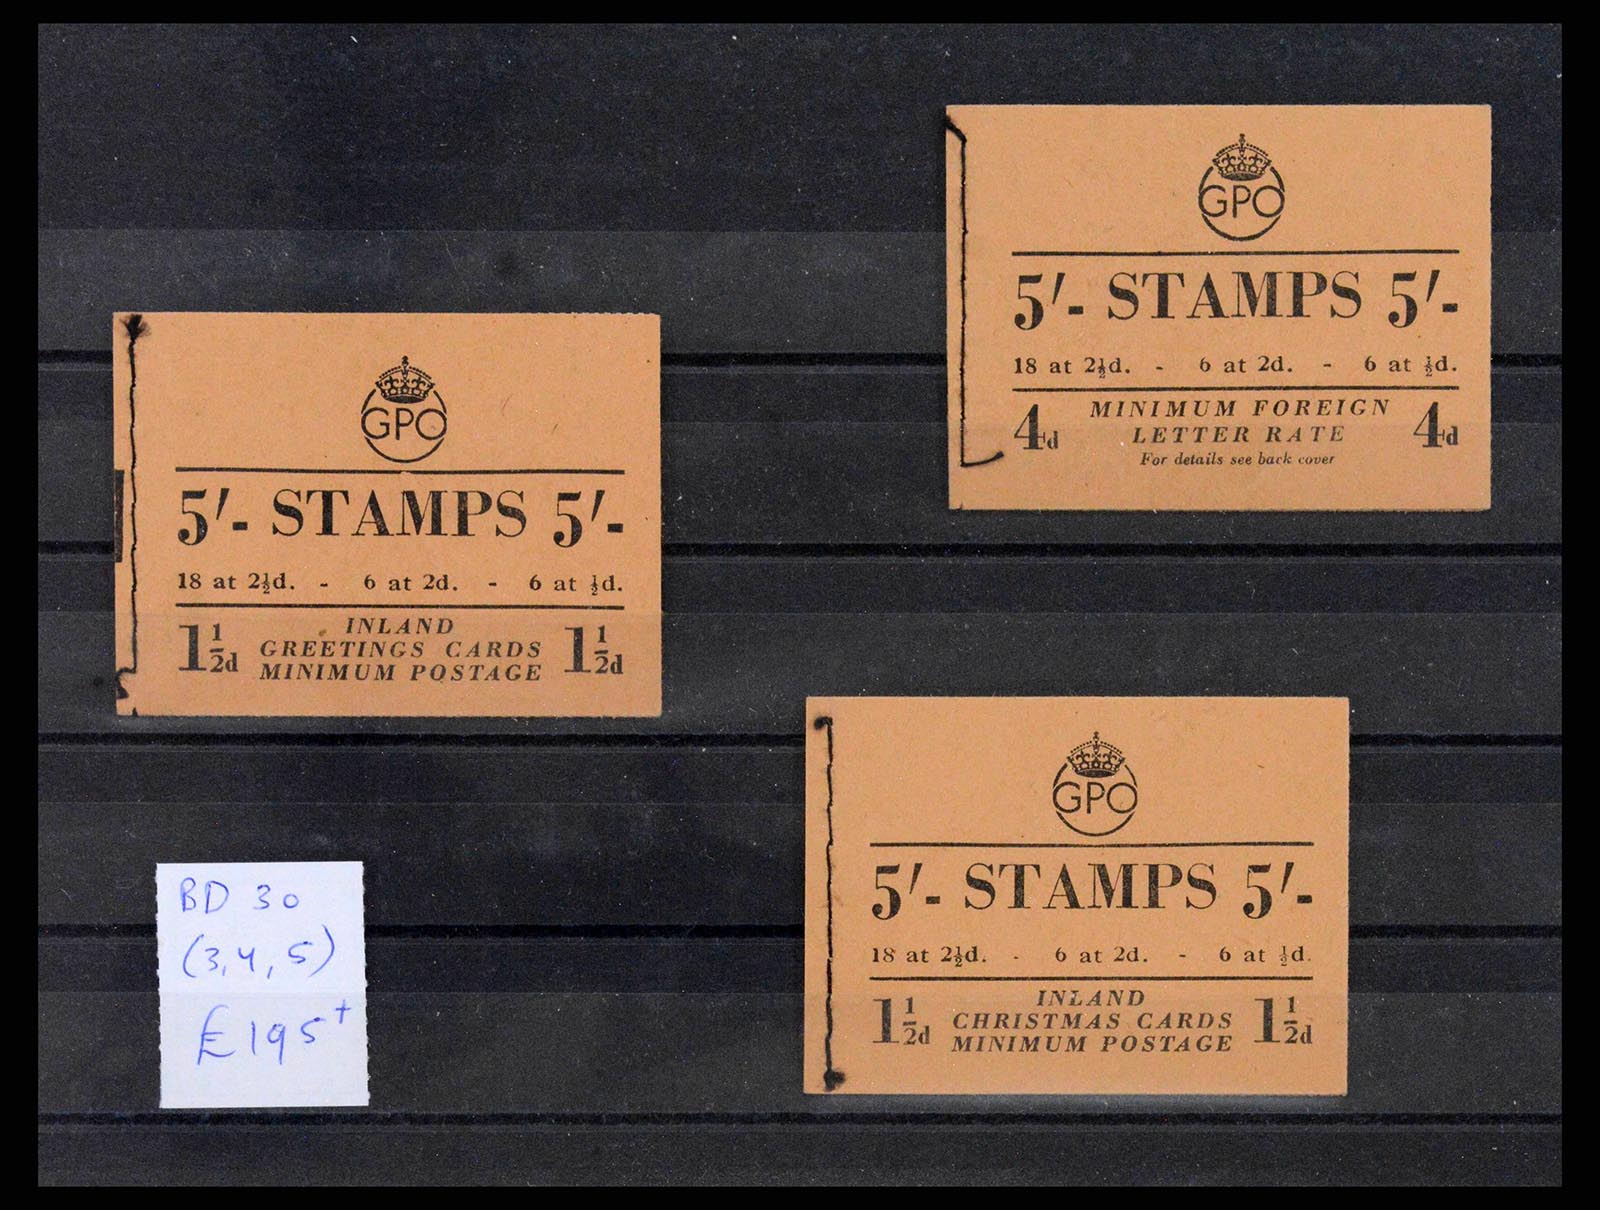 GPO
5/- STAMPS 5/-
18 at 2½d. - 6 at 2d. - 6 at ½d.
4d MINIMUM FOREIGN 4d
LETTER RATE
For details see back cover
GPO
5/- STAMPS 5/-
18 at 2½d. - 6 at 2d. - 6 at ½d.
INLAND
1½d GREETINGS CARDS 1½d
MINIMUM POSTAGE
GPO
5/- STAMPS 5/-
18 at 2½d. - 6 at 2d. - 6 at ½d.
INLAND
1½d CHRISTMAS CARDS 1½d
MINIMUM POSTAGE
BD 30
(3,4,5)
£195+